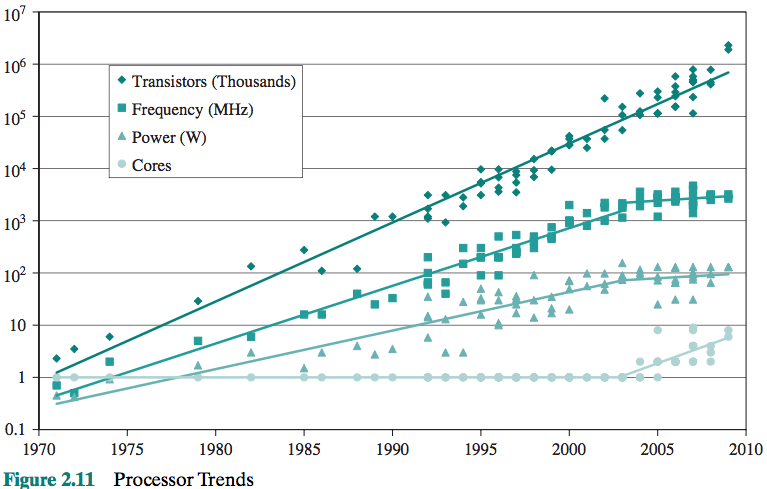 10⁷
10⁶
10⁵
10⁴
10³
10²
10
1
0.1
Transistors (Thousands)
Frequency (MHz)
Power (W)
Cores
1970 1975 1980 1985 1990 1995 2000 2005 2010
Figure 2.11 Processor Trends